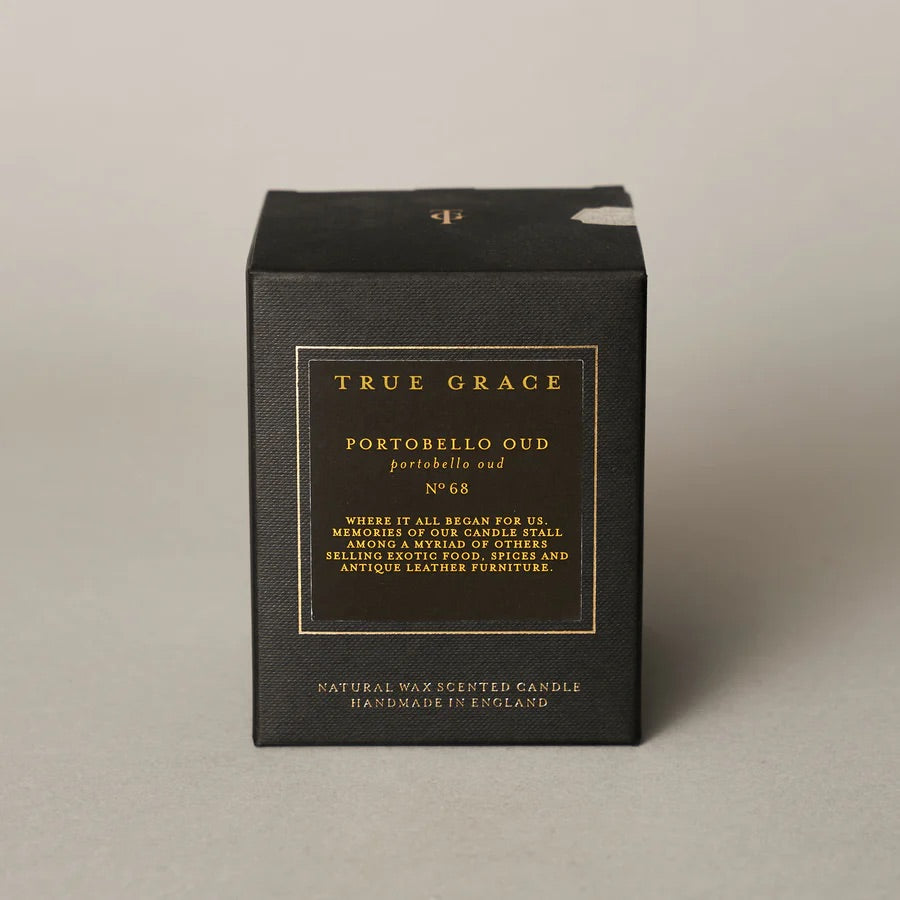 TRUE GRACE
PORTOBELLO OUD
portobello oud
Nº 68
WHERE IT ALL BEGAN FOR US.
MEMORIES OF OUR CANDLE STALL
AMONG A MYRIAD OF OTHERS
SELLING EXOTIC FOOD, SPICES AND
ANTIQUE LEATHER FURNITURE.
NATURAL WAX SCENTED CANDLE
HANDMADE IN ENGLAND